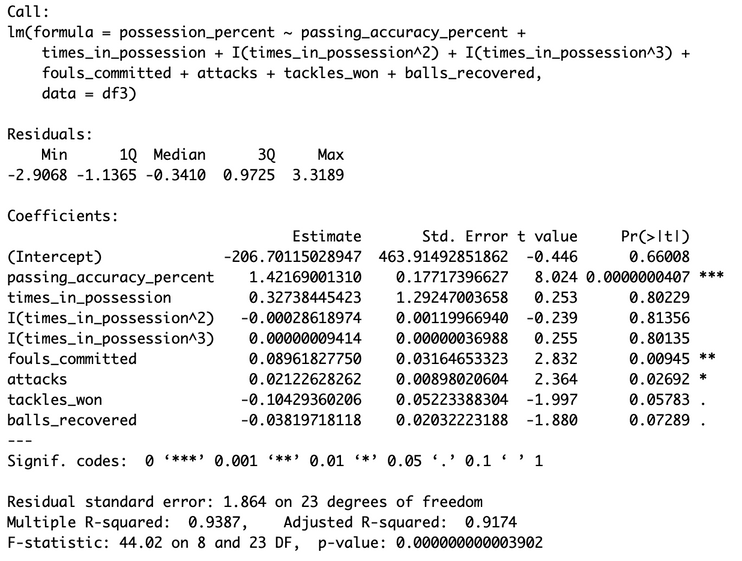 Call:
lm(formula = possession_percent ~ passing_accuracy_percent +
    times_in_possession + I(times_in_possession^2) + I(times_in_possession^3) +
    fouls_committed + attacks + tackles_won + balls_recovered,
    data = df3)

Residuals:
    Min      1Q  Median      3Q     Max
-2.9068 -1.1365 -0.3410  0.9725  3.3189

Coefficients:
                               Estimate      Std. Error t value     Pr(>|t|)
(Intercept)              -206.70115028947 463.91492851862  -0.446      0.66008
passing_accuracy_percent    1.42169001310   0.17717396627   8.024 0.0000000407 ***
times_in_possession         0.32738445423   1.29247003668   0.253      0.80229
I(times_in_possession^2)   -0.00028618974   0.00119966940  -0.239      0.81356
I(times_in_possession^3)    0.00000009414   0.00000036988   0.255      0.80135
fouls_committed             0.08961827750   0.03164653323   2.832      0.00945 **
attacks                     0.02122628262   0.00898020604   2.364      0.02692 *
tackles_won                -0.10429360206   0.05223388304  -1.997      0.05783 .
balls_recovered            -0.03819718118   0.02032223188  -1.880      0.07289 .
---
Signif. codes:  0 ‘***’ 0.001 ‘**’ 0.01 ‘*’ 0.05 ‘.’ 0.1 ‘ ’ 1

Residual standard error: 1.864 on 23 degrees of freedom
Multiple R-squared:  0.9387,    Adjusted R-squared:  0.9174
F-statistic: 44.02 on 8 and 23 DF,  p-value: 0.000000000003902